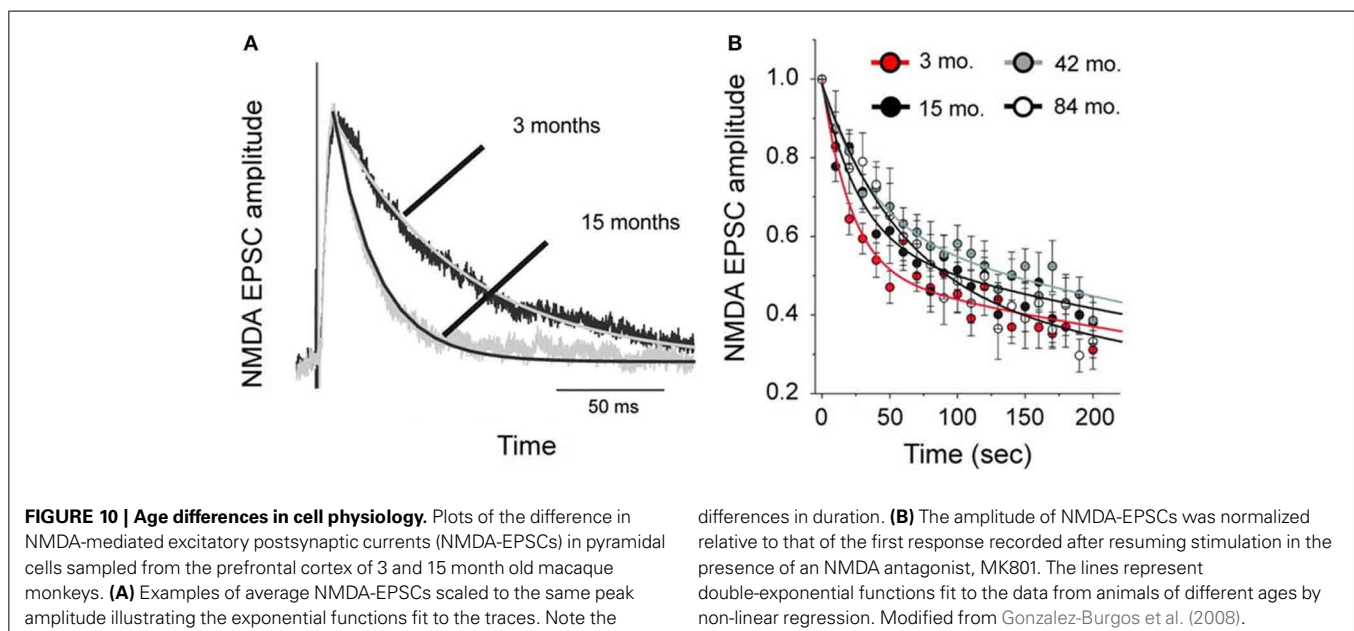 A
NMDA EPSC amplitude
3 months
15 months
50 ms
Time
B
NMDA EPSC amplitude
3 mo.
42 mo.
15 mo.
84 mo.
1.0
0.8
0.6
0.4
0.2
0
50
100
150
200
Time (sec)
FIGURE 10 | Age differences in cell physiology. Plots of the difference in
NMDA-mediated excitatory postsynaptic currents (NMDA-EPSCs) in pyramidal
cells sampled from the prefrontal cortex of 3 and 15 month old macaque
monkeys. (A) Examples of average NMDA-EPSCs scaled to the same peak
amplitude illustrating the exponential functions fit to the traces. Note the
differences in duration. (B) The amplitude of NMDA-EPSCs was normalized
relative to that of the first response recorded after resuming stimulation in the
presence of an NMDA antagonist, MK801. The lines represent
double-exponential functions fit to the data from animals of different ages by
non-linear regression. Modified from Gonzalez-Burgos et al. (2008).